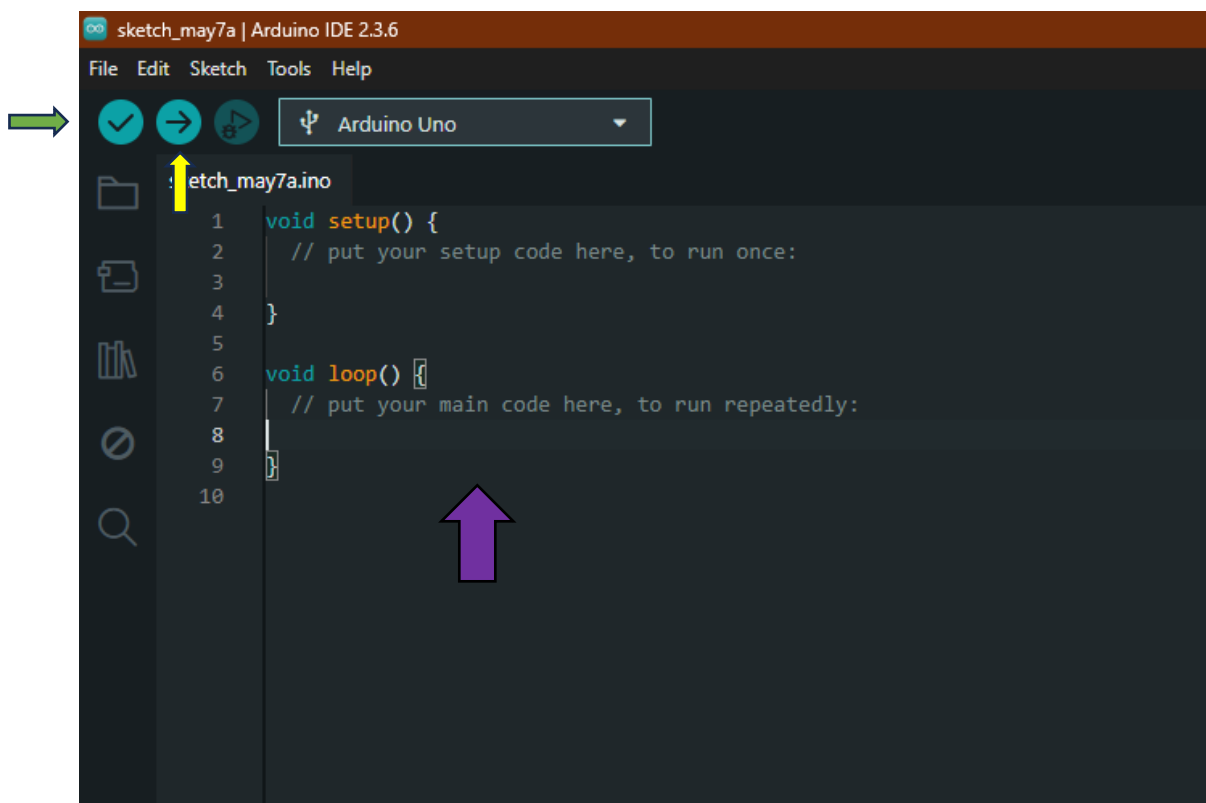 sketch_may7a | Arduino IDE 2.3.6
File Edit Sketch Tools Help
Arduino Uno
etch_may7a.ino
1 void setup() {
2 // put your setup code here, to run once:
3
4 }
5
6 void loop() {
7 // put your main code here, to run repeatedly:
8
9 }
10